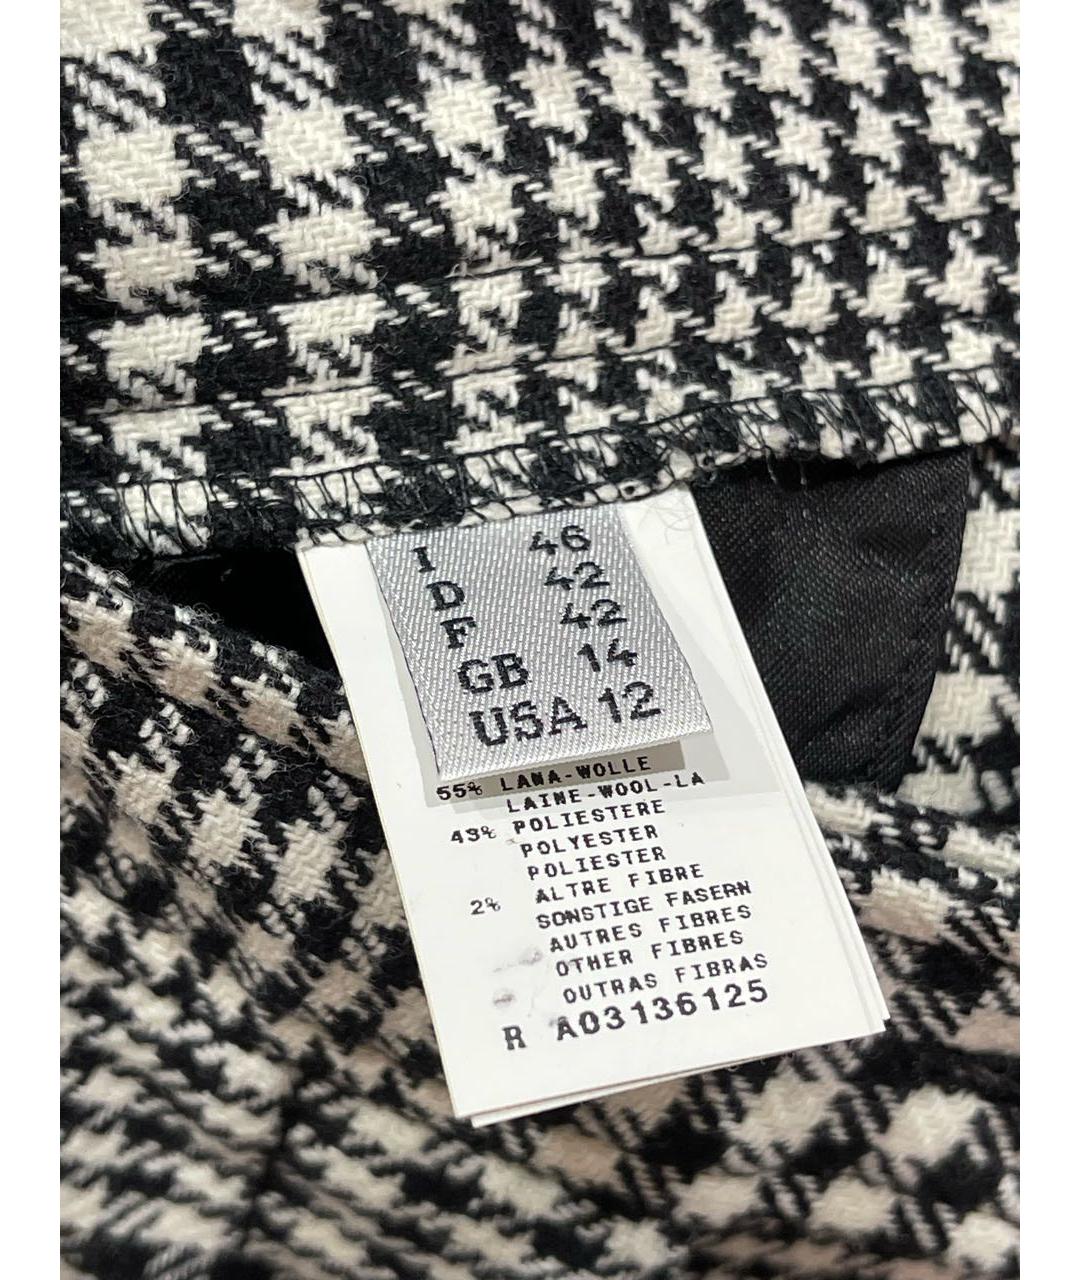 I 46
D 42
F 42
GB 14
USA 12
55% LANA-WOLLE
LAINE-WOOL-LA
43% POLIESTERE
POLYESTER
POLIESTER
2% ALTRE FIBRE
SONSTIGE FASERN
AUTRES FIBRES
OTHER FIBRES
OUTRAS FIBRAS
R A03136125